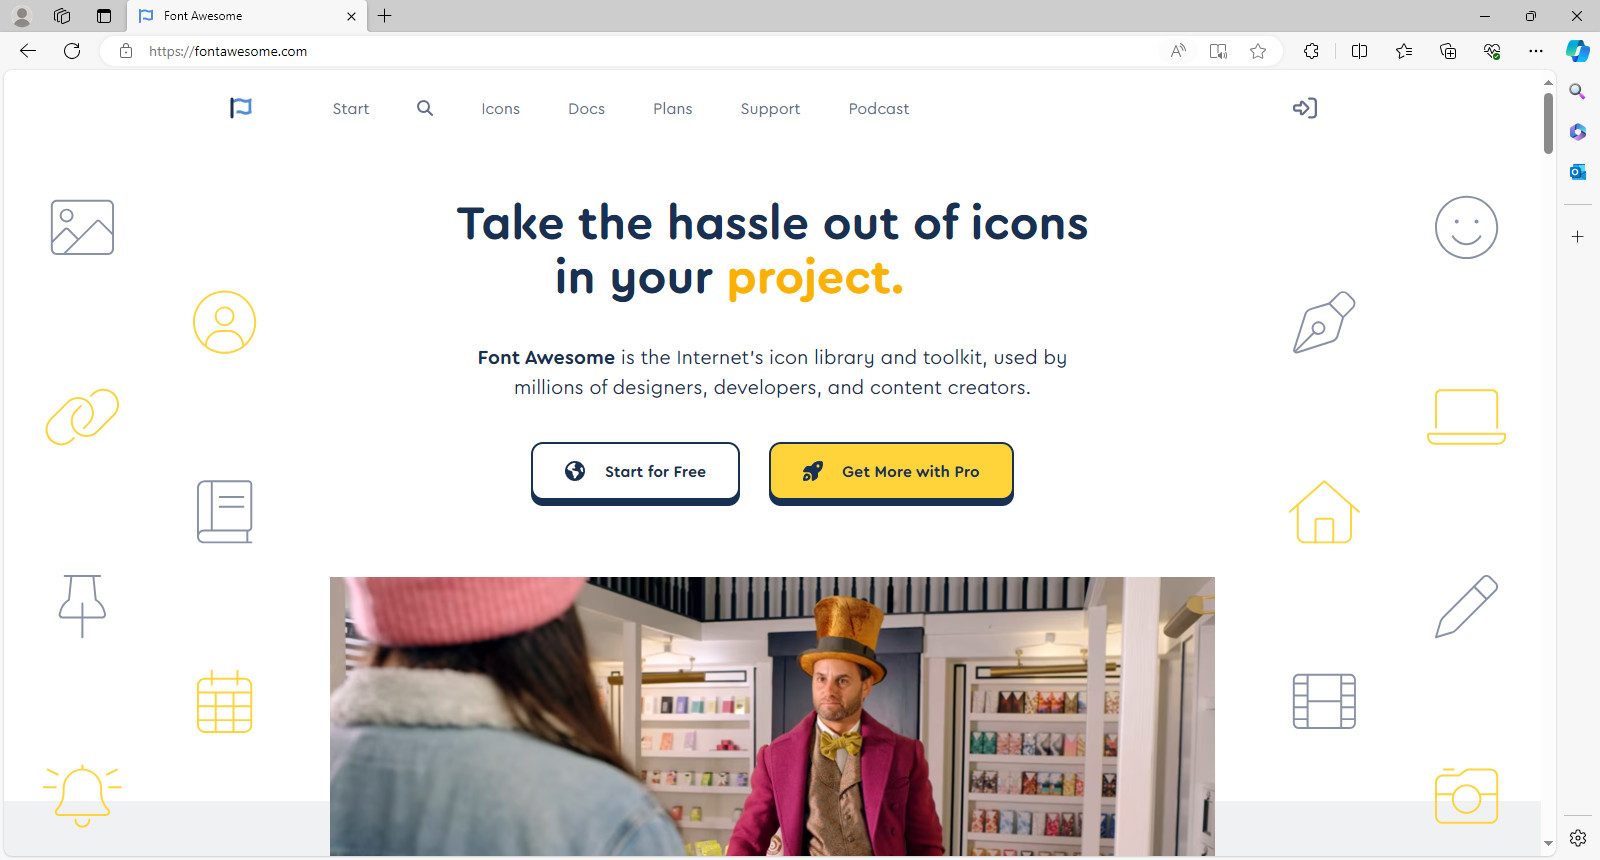 Font Awesome
https://fontawesome.com
Start
Icons
Docs
Plans
Support
Podcast
Take the hassle out of icons
in your project.
Font Awesome is the Internet's icon library and toolkit, used by
millions of designers, developers, and content creators.
Start for Free
Get More with Pro